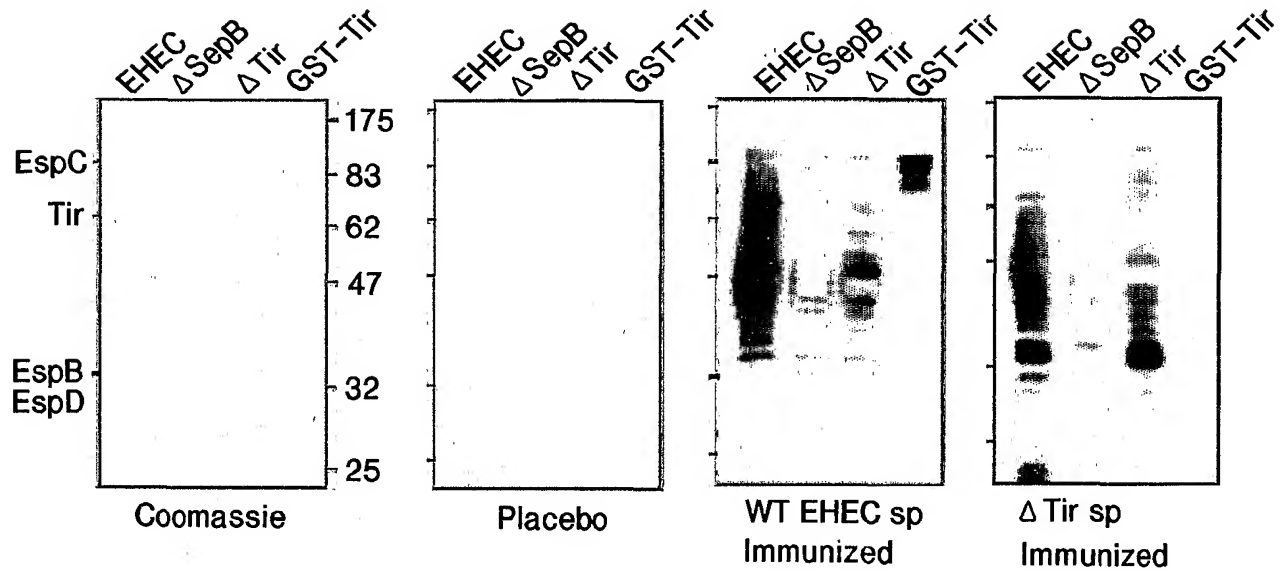 EHEC ΔSepB ΔTir GST-Tir
EHEC ΔSepB ΔTir GST-Tir
EHEC ΔSepB ΔTir GST-Tir
EHEC ΔSepB ΔTir GST-Tir
EspC
Tir
EspB
EspD
175
83
62
47
32
25
Coomassie
Placebo
WT EHEC sp
Immunized
Δ Tir sp
Immunized